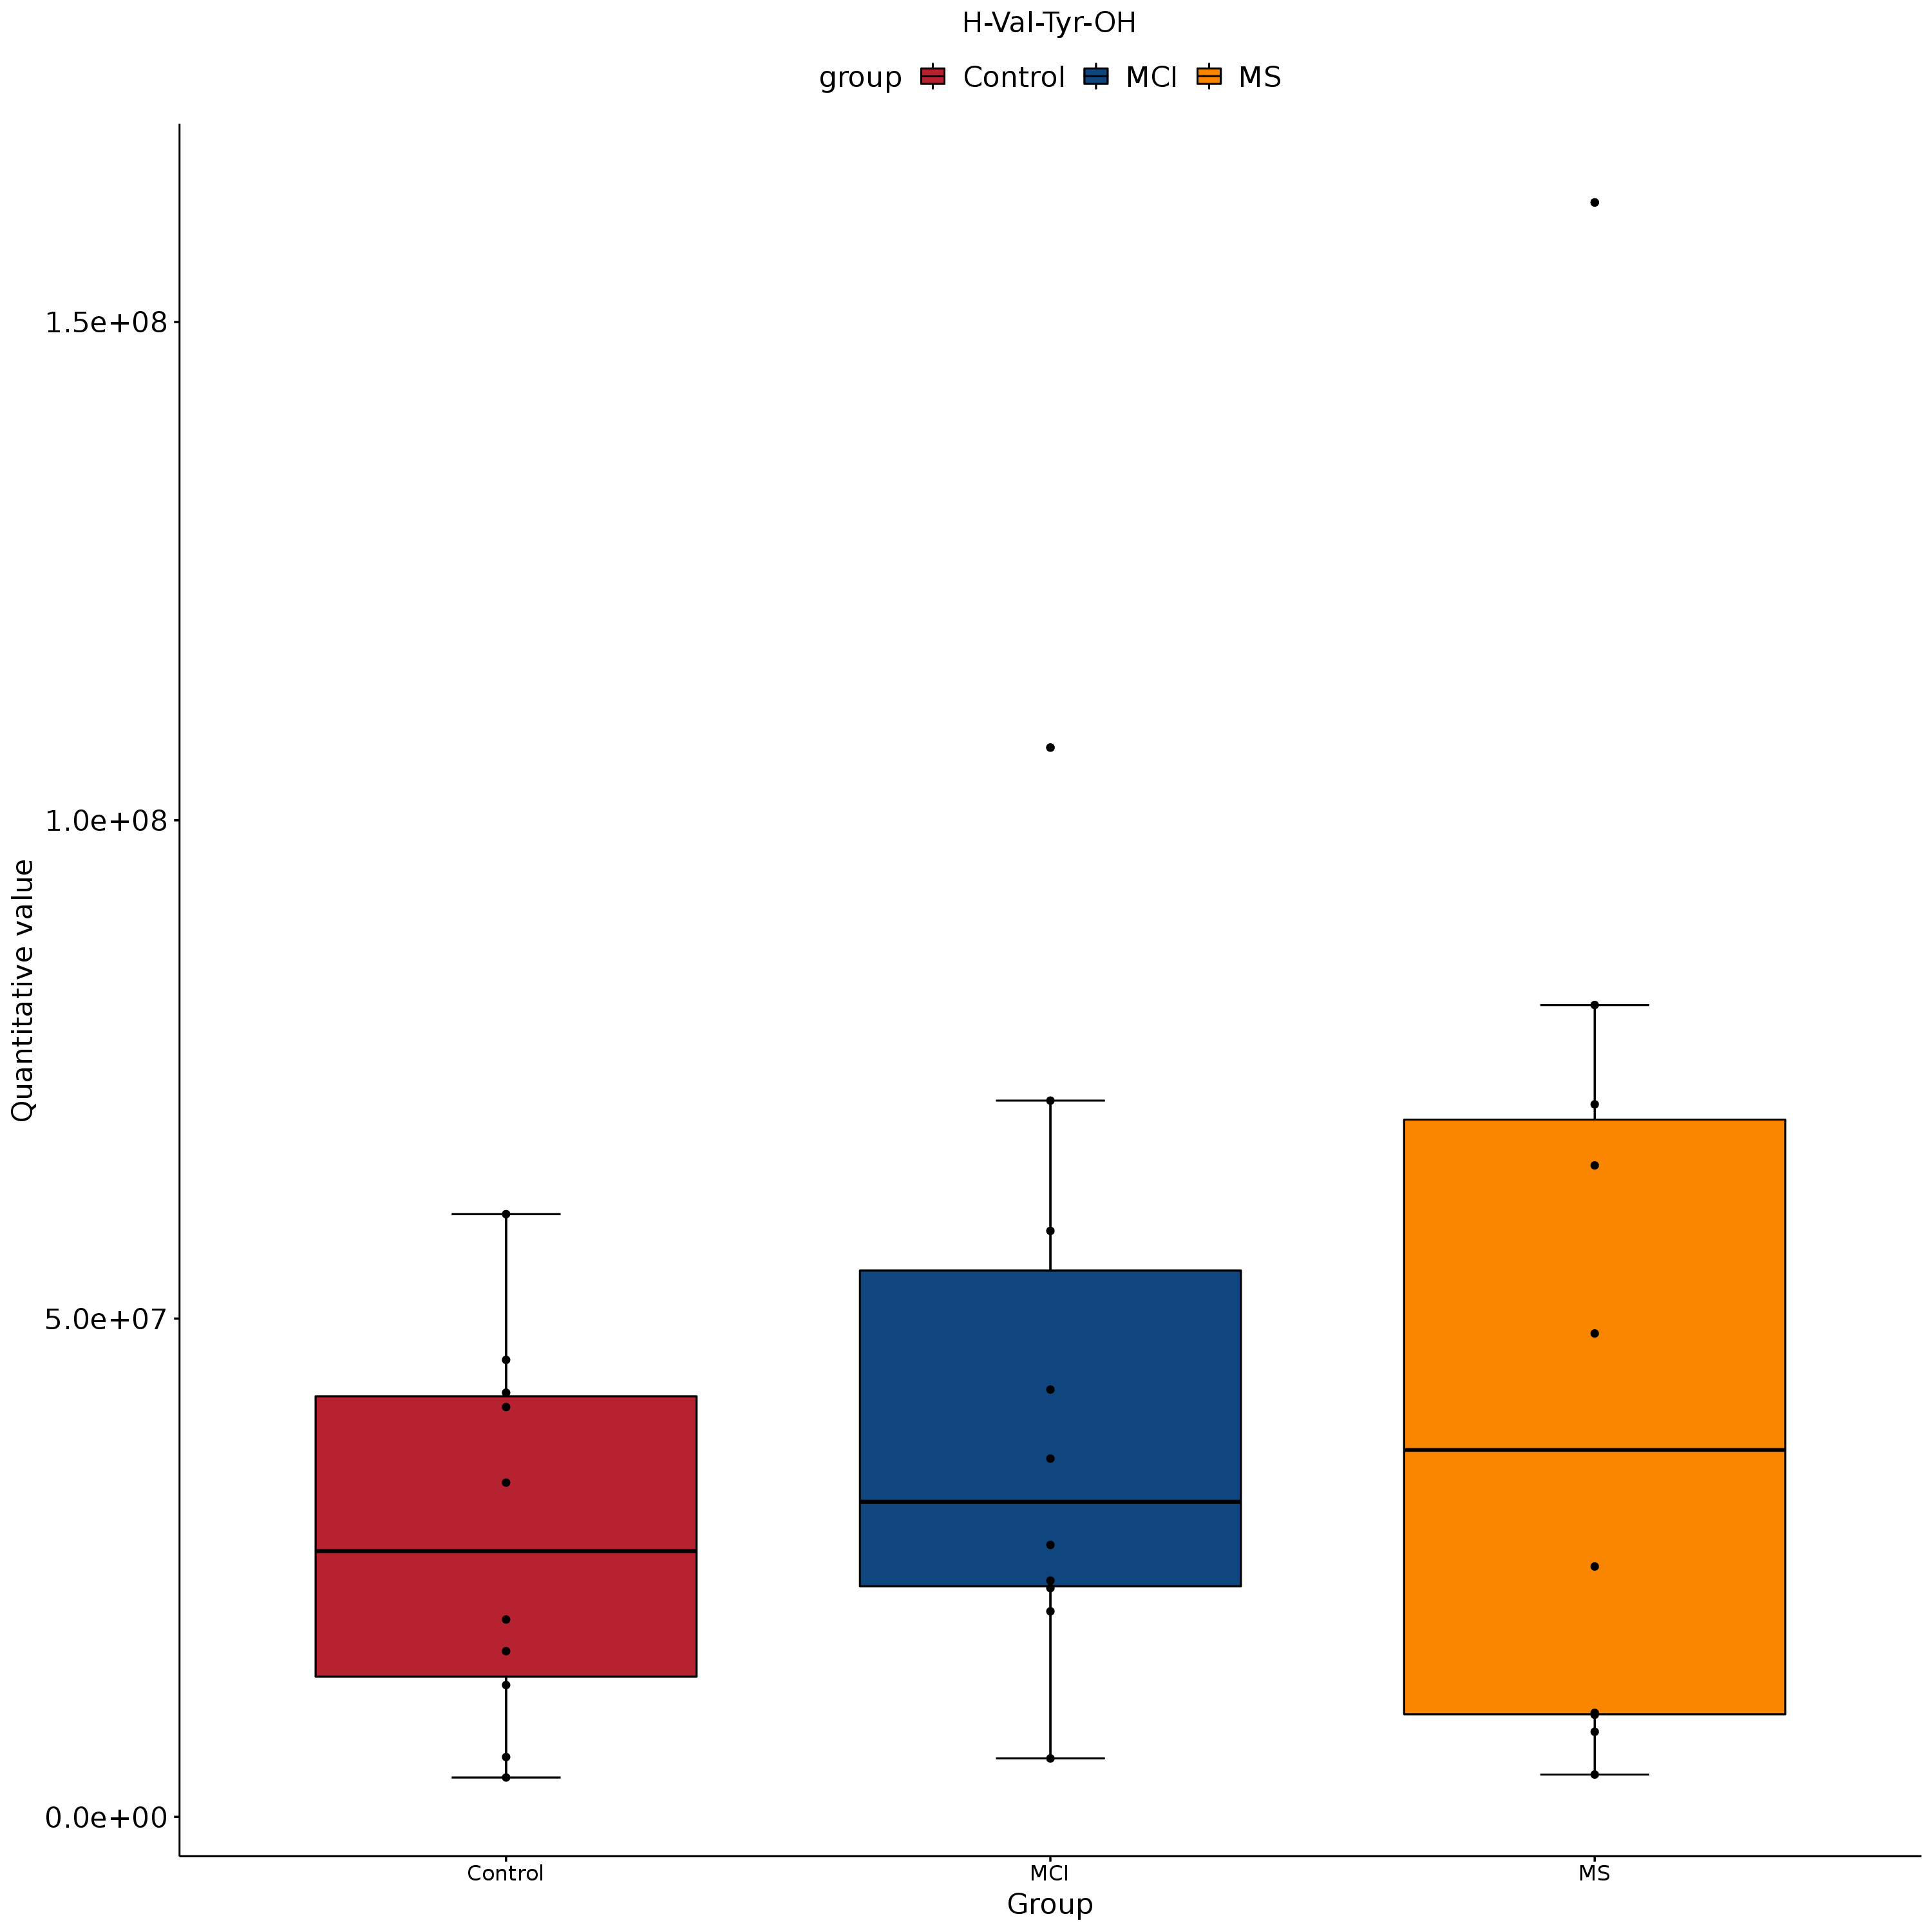 H-Val-Tyr-OH
group Control MCI MS
1.5e+08
1.0e+08
5.0e+07
0.0e+00
Quantitative value
Control MCI MS
Group